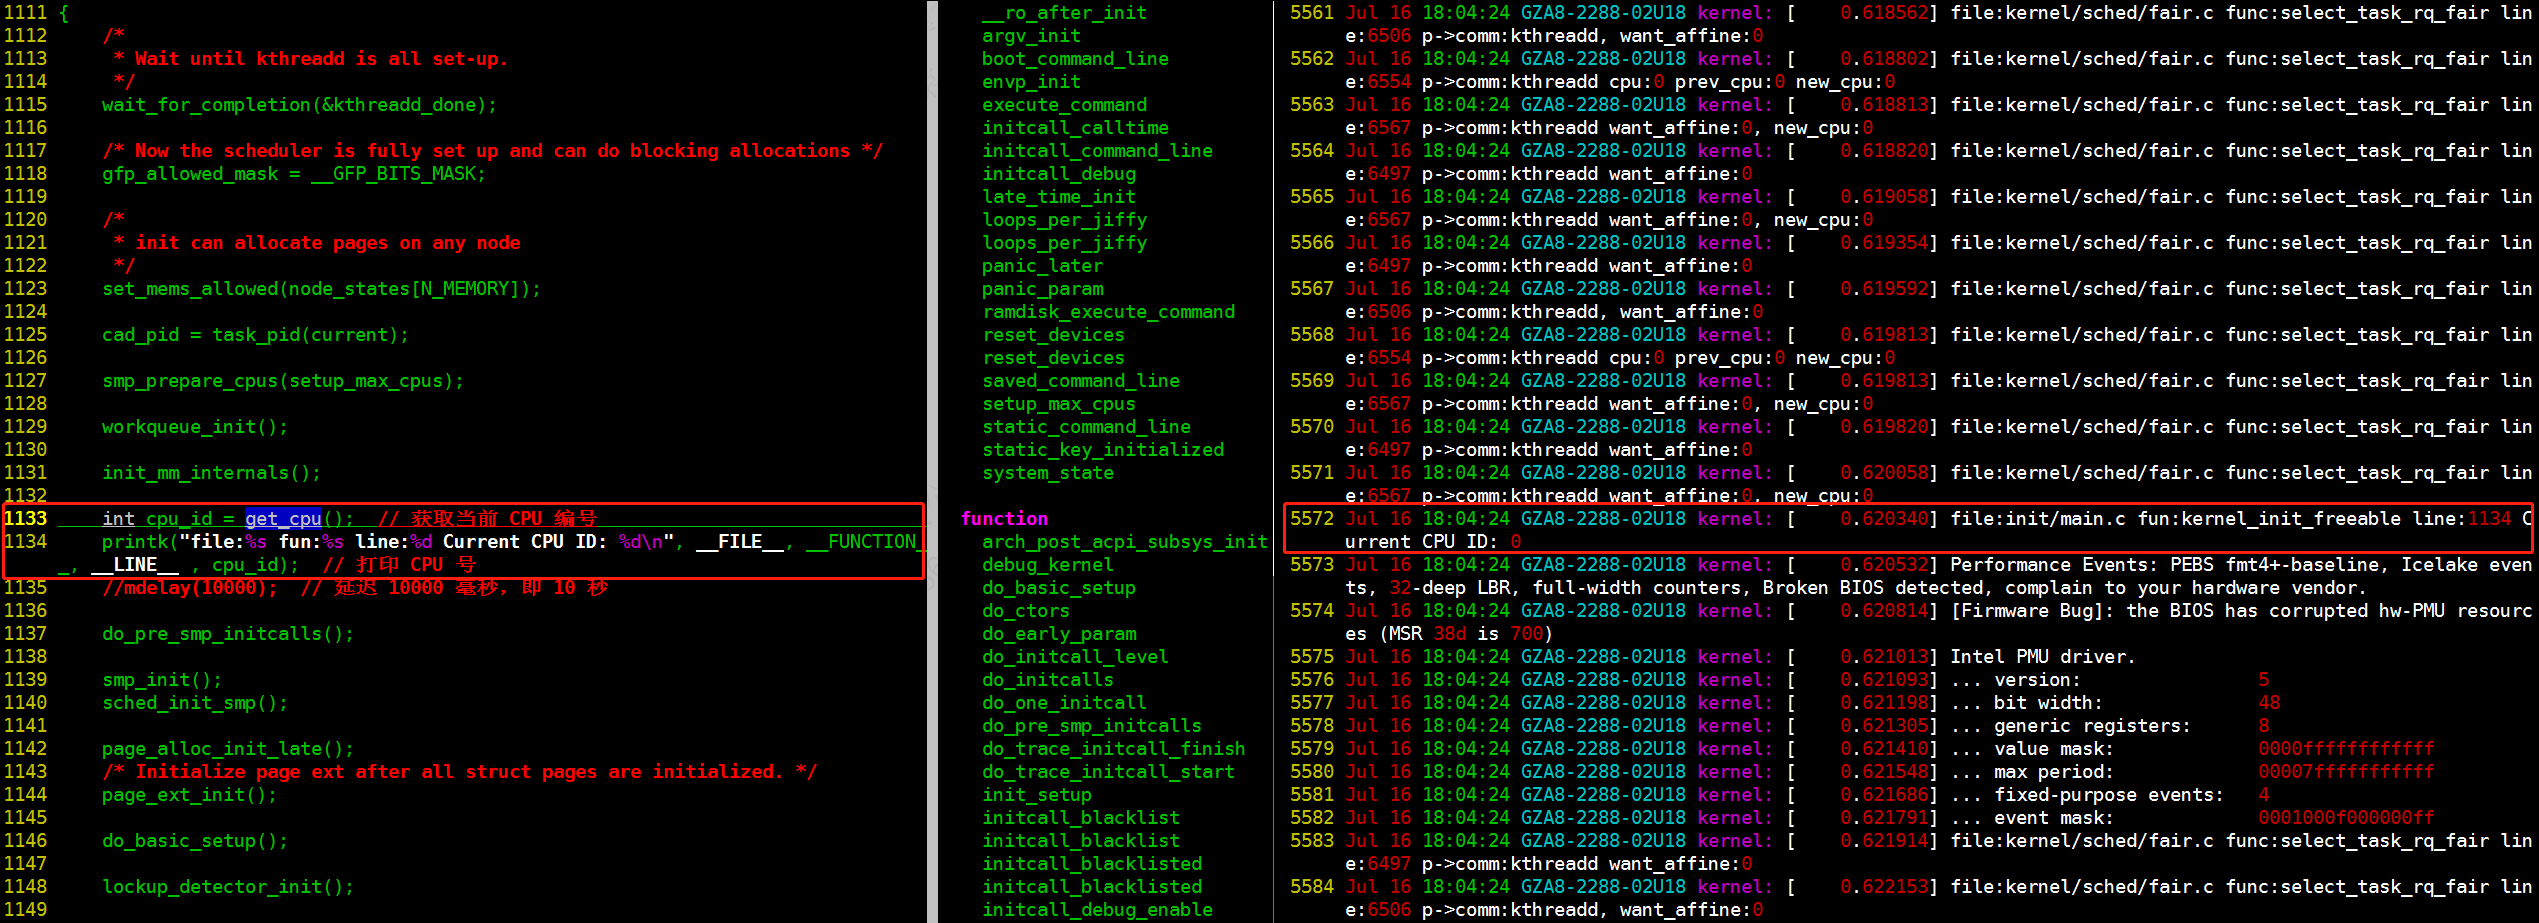 1111 {
1112     /*
1113      * Wait until kthreadd is all set-up.
1114      */
1115     wait_for_completion(&kthreadd_done);
1116
1117     /* Now the scheduler is fully set up and can do blocking allocations */
1118     gfp_allowed_mask = __GFP_BITS_MASK;
1119
1120     /*
1121      * init can allocate pages on any node
1122      */
1123     set_mems_allowed(node_states[N_MEMORY]);
1124
1125     cad_pid = task_pid(current);
1126
1127     smp_prepare_cpus(setup_max_cpus);
1128
1129     workqueue_init();
1130
1131     init_mm_internals();
1132
1133     int cpu_id = get_cpu();  // 获取当前 CPU 编号
1134     printk("file:%s fun:%s line:%d Current CPU ID: %d\n", __FILE__, __FUNCTION_
_, __LINE__ , cpu_id);  // 打印 CPU 号
1135     //mdelay(10000);  // 延迟 10000 毫秒，即 10 秒
1136
1137     do_pre_smp_initcalls();
1138
1139     smp_init();
1140     sched_init_smp();
1141
1142     page_alloc_init_late();
1143     /* Initialize page ext after all struct pages are initialized. */
1144     page_ext_init();
1145
1146     do_basic_setup();
1147
1148     lockup_detector_init();
1149
__ro_after_init
argv_init
boot_command_line
envp_init
execute_command
initcall_calltime
initcall_command_line
initcall_debug
late_time_init
loops_per_jiffy
loops_per_jiffy
panic_later
panic_param
ramdisk_execute_command
reset_devices
reset_devices
saved_command_line
setup_max_cpus
static_command_line
static_key_initialized
system_state
function
arch_post_acpi_subsys_init
debug_kernel
do_basic_setup
do_ctors
do_early_param
do_initcall_level
do_initcalls
do_one_initcall
do_pre_smp_initcalls
do_trace_initcall_finish
do_trace_initcall_start
init_setup
initcall_blacklist
initcall_blacklist
initcall_blacklisted
initcall_blacklisted
initcall_debug_enable
5561 Jul 16 18:04:24 GZA8-2288-02U18 kernel: [    0.618562] file:kernel/sched/fair.c func:select_task_rq_fair lin
e:6506 p->comm:kthreadd, want_affine:0
5562 Jul 16 18:04:24 GZA8-2288-02U18 kernel: [    0.618802] file:kernel/sched/fair.c func:select_task_rq_fair lin
e:6554 p->comm:kthreadd cpu:0 prev_cpu:0 new_cpu:0
5563 Jul 16 18:04:24 GZA8-2288-02U18 kernel: [    0.618813] file:kernel/sched/fair.c func:select_task_rq_fair lin
e:6567 p->comm:kthreadd want_affine:0, new_cpu:0
5564 Jul 16 18:04:24 GZA8-2288-02U18 kernel: [    0.618820] file:kernel/sched/fair.c func:select_task_rq_fair lin
e:6497 p->comm:kthreadd want_affine:0
5565 Jul 16 18:04:24 GZA8-2288-02U18 kernel: [    0.619058] file:kernel/sched/fair.c func:select_task_rq_fair lin
e:6567 p->comm:kthreadd want_affine:0, new_cpu:0
5566 Jul 16 18:04:24 GZA8-2288-02U18 kernel: [    0.619354] file:kernel/sched/fair.c func:select_task_rq_fair lin
e:6497 p->comm:kthreadd want_affine:0
5567 Jul 16 18:04:24 GZA8-2288-02U18 kernel: [    0.619592] file:kernel/sched/fair.c func:select_task_rq_fair lin
e:6506 p->comm:kthreadd, want_affine:0
5568 Jul 16 18:04:24 GZA8-2288-02U18 kernel: [    0.619813] file:kernel/sched/fair.c func:select_task_rq_fair lin
e:6554 p->comm:kthreadd cpu:0 prev_cpu:0 new_cpu:0
5569 Jul 16 18:04:24 GZA8-2288-02U18 kernel: [    0.619813] file:kernel/sched/fair.c func:select_task_rq_fair lin
e:6567 p->comm:kthreadd want_affine:0, new_cpu:0
5570 Jul 16 18:04:24 GZA8-2288-02U18 kernel: [    0.619820] file:kernel/sched/fair.c func:select_task_rq_fair lin
e:6497 p->comm:kthreadd want_affine:0
5571 Jul 16 18:04:24 GZA8-2288-02U18 kernel: [    0.620058] file:kernel/sched/fair.c func:select_task_rq_fair lin
e:6567 p->comm:kthreadd want_affine:0, new_cpu:0
5572 Jul 16 18:04:24 GZA8-2288-02U18 kernel: [    0.620340] file:init/main.c fun:kernel_init_freeable line:1134 C
urrent CPU ID: 0
5573 Jul 16 18:04:24 GZA8-2288-02U18 kernel: [    0.620532] Performance Events: PEBS fmt4+-baseline, Icelake even
ts, 32-deep LBR, full-width counters, Broken BIOS detected, complain to your hardware vendor.
5574 Jul 16 18:04:24 GZA8-2288-02U18 kernel: [    0.620814] [Firmware Bug]: the BIOS has corrupted hw-PMU resourc
es (MSR 38d is 700)
5575 Jul 16 18:04:24 GZA8-2288-02U18 kernel: [    0.621013] Intel PMU driver.
5576 Jul 16 18:04:24 GZA8-2288-02U18 kernel: [    0.621093] ... version:                5
5577 Jul 16 18:04:24 GZA8-2288-02U18 kernel: [    0.621198] ... bit width:              48
5578 Jul 16 18:04:24 GZA8-2288-02U18 kernel: [    0.621305] ... generic registers:      8
5579 Jul 16 18:04:24 GZA8-2288-02U18 kernel: [    0.621410] ... value mask:             0000ffffffffffff
5580 Jul 16 18:04:24 GZA8-2288-02U18 kernel: [    0.621548] ... max period:             00007fffffffffff
5581 Jul 16 18:04:24 GZA8-2288-02U18 kernel: [    0.621686] ... fixed-purpose events:   4
5582 Jul 16 18:04:24 GZA8-2288-02U18 kernel: [    0.621791] ... event mask:             0001000f000000ff
5583 Jul 16 18:04:24 GZA8-2288-02U18 kernel: [    0.621914] file:kernel/sched/fair.c func:select_task_rq_fair lin
e:6497 p->comm:kthreadd want_affine:0
5584 Jul 16 18:04:24 GZA8-2288-02U18 kernel: [    0.622153] file:kernel/sched/fair.c func:select_task_rq_fair lin
e:6506 p->comm:kthreadd, want_affine:0